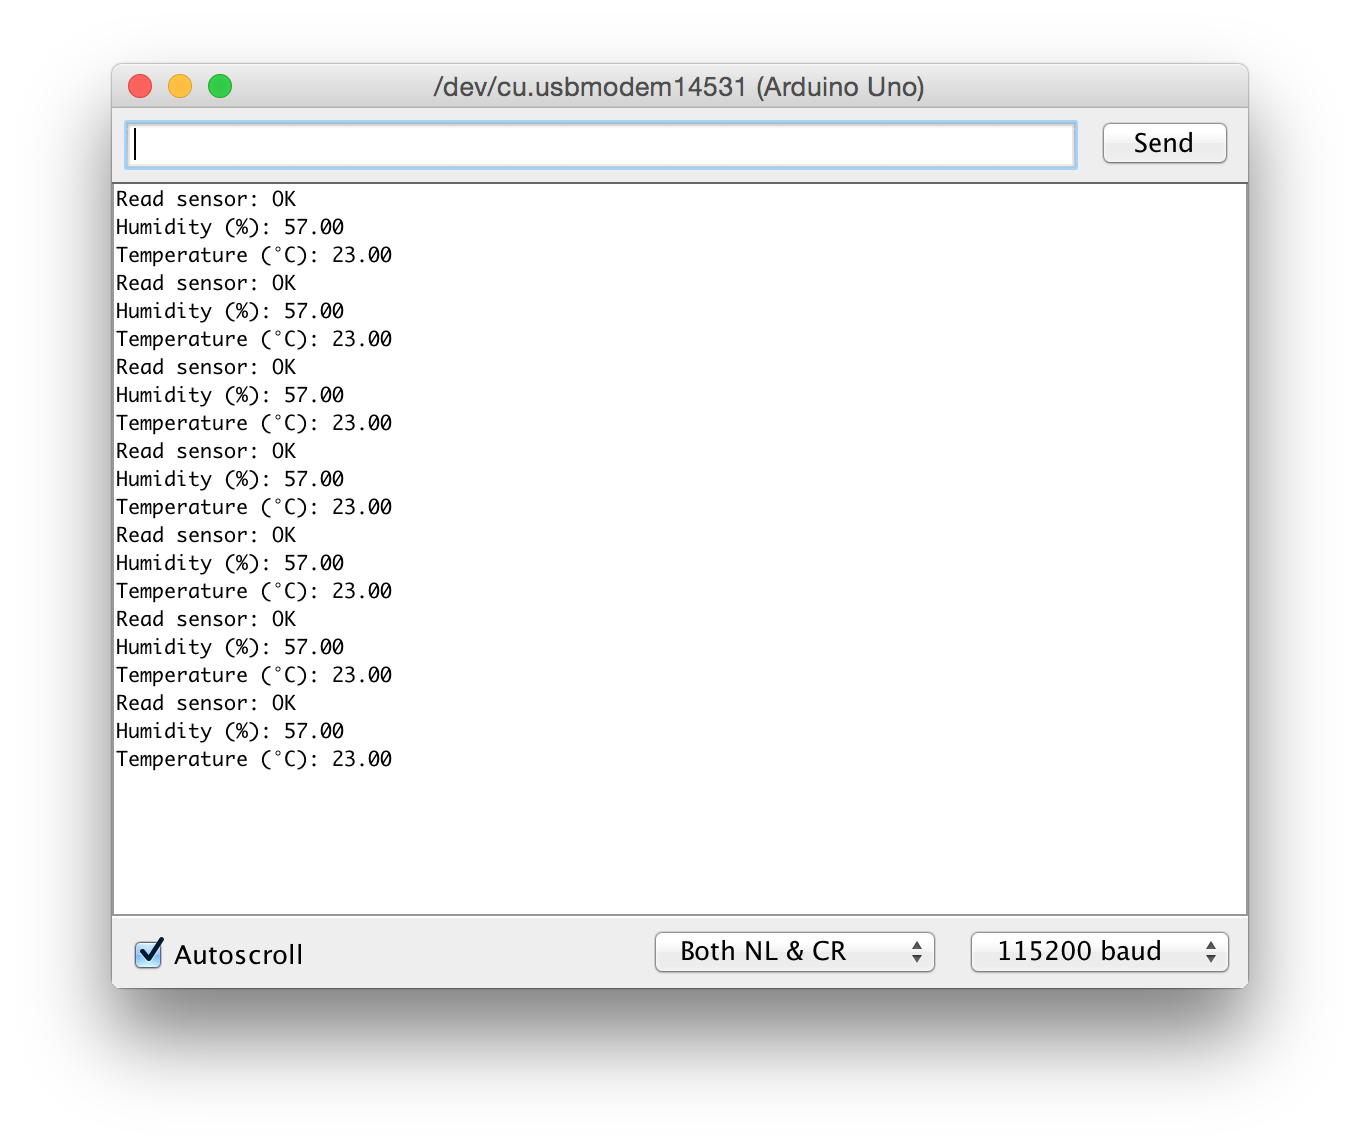 /dev/cu.usbmodem14531 (Arduino Uno)
Send
Read sensor: OK
Humidity (%): 57.00
Temperature (°C): 23.00
Read sensor: OK
Humidity (%): 57.00
Temperature (°C): 23.00
Read sensor: OK
Humidity (%): 57.00
Temperature (°C): 23.00
Read sensor: OK
Humidity (%): 57.00
Temperature (°C): 23.00
Read sensor: OK
Humidity (%): 57.00
Temperature (°C): 23.00
Read sensor: OK
Humidity (%): 57.00
Temperature (°C): 23.00
Read sensor: OK
Humidity (%): 57.00
Temperature (°C): 23.00
Autoscroll
Both NL & CR
115200 baud